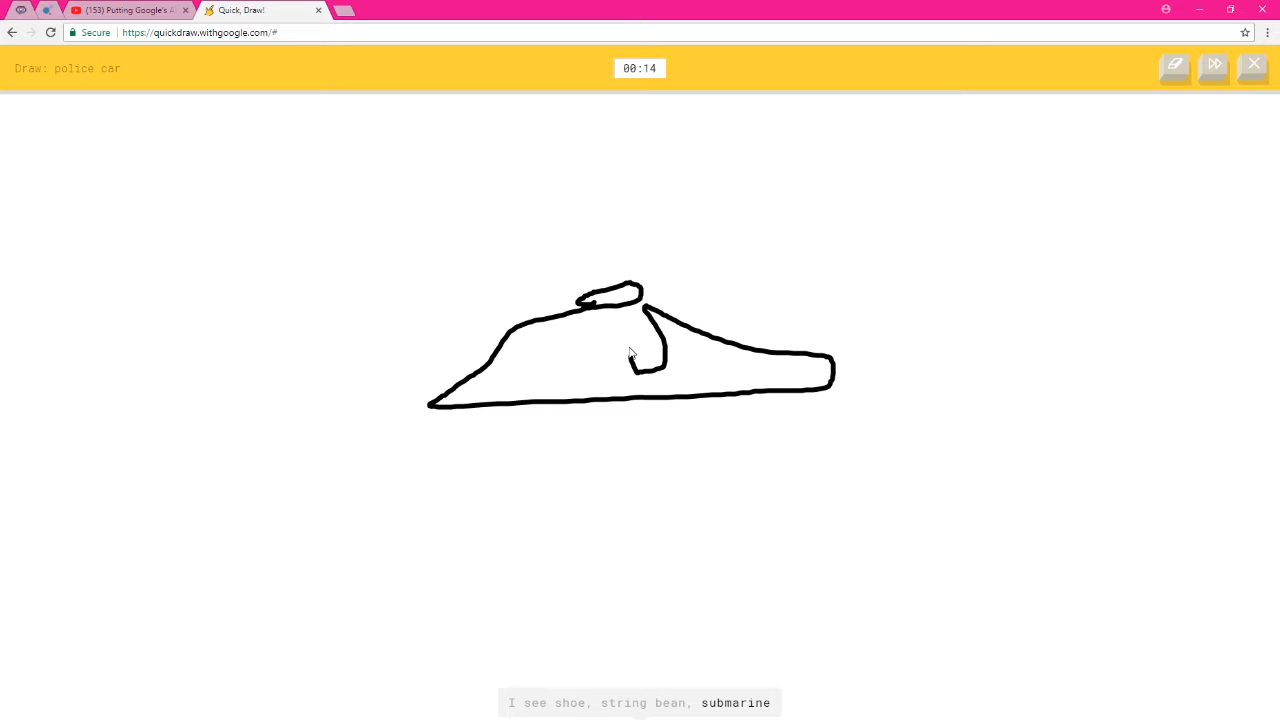 (153) Putting Google's A
Quick, Draw!
Secure
https://quickdraw.withgoogle.com/#
Draw: police car
00:14
I see shoe, string bean, submarine